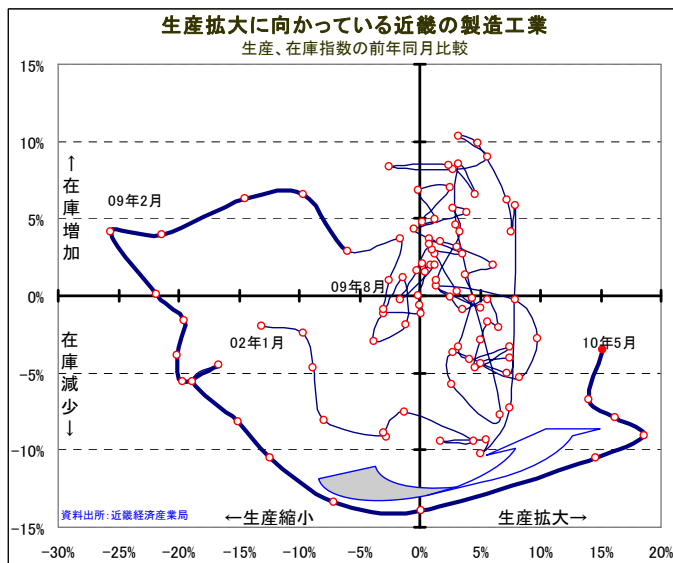 生産拡大に向かっている近畿の製造工業
生産、在庫指数の前年同月比較
15%
10%
5%
0%
-5%
-10%
-15%
↑在庫増加
在庫減少↓
09年2月
09年8月
02年1月
10年5月
資料出所：近畿経済産業局
←生産縮小
生産拡大→
-30% -25% -20% -15% -10% -5% 0% 5% 10% 15% 20%